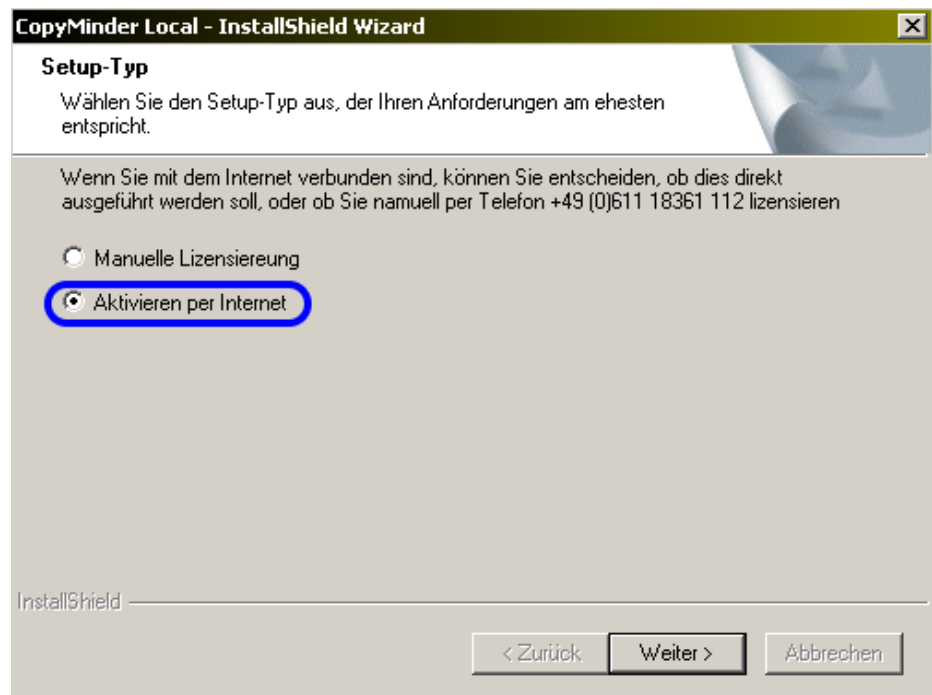 CopyMinder Local - InstallShield Wizard
Setup-Typ
Wählen Sie den Setup-Typ aus, der Ihren Anforderungen am ehesten
entspricht.
Wenn Sie mit dem Internet verbunden sind, können Sie entscheiden, ob dies direkt
ausgeführt werden soll, oder ob Sie namuell per Telefon +49 (0)611 18361 112 lizensieren
Manuelle Lizensiereung
Aktivieren per Internet
InstallShield
< Zurück Weiter > Abbrechen